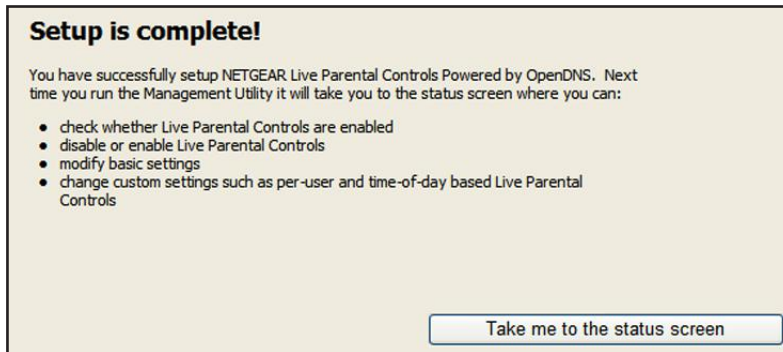 Setup is complete!
You have successfully setup NETGEAR Live Parental Controls Powered by OpenDNS. Next
time you run the Management Utility it will take you to the status screen where you can:
● check whether Live Parental Controls are enabled
● disable or enable Live Parental Controls
● modify basic settings
● change custom settings such as per-user and time-of-day based Live Parental
Controls
Take me to the status screen